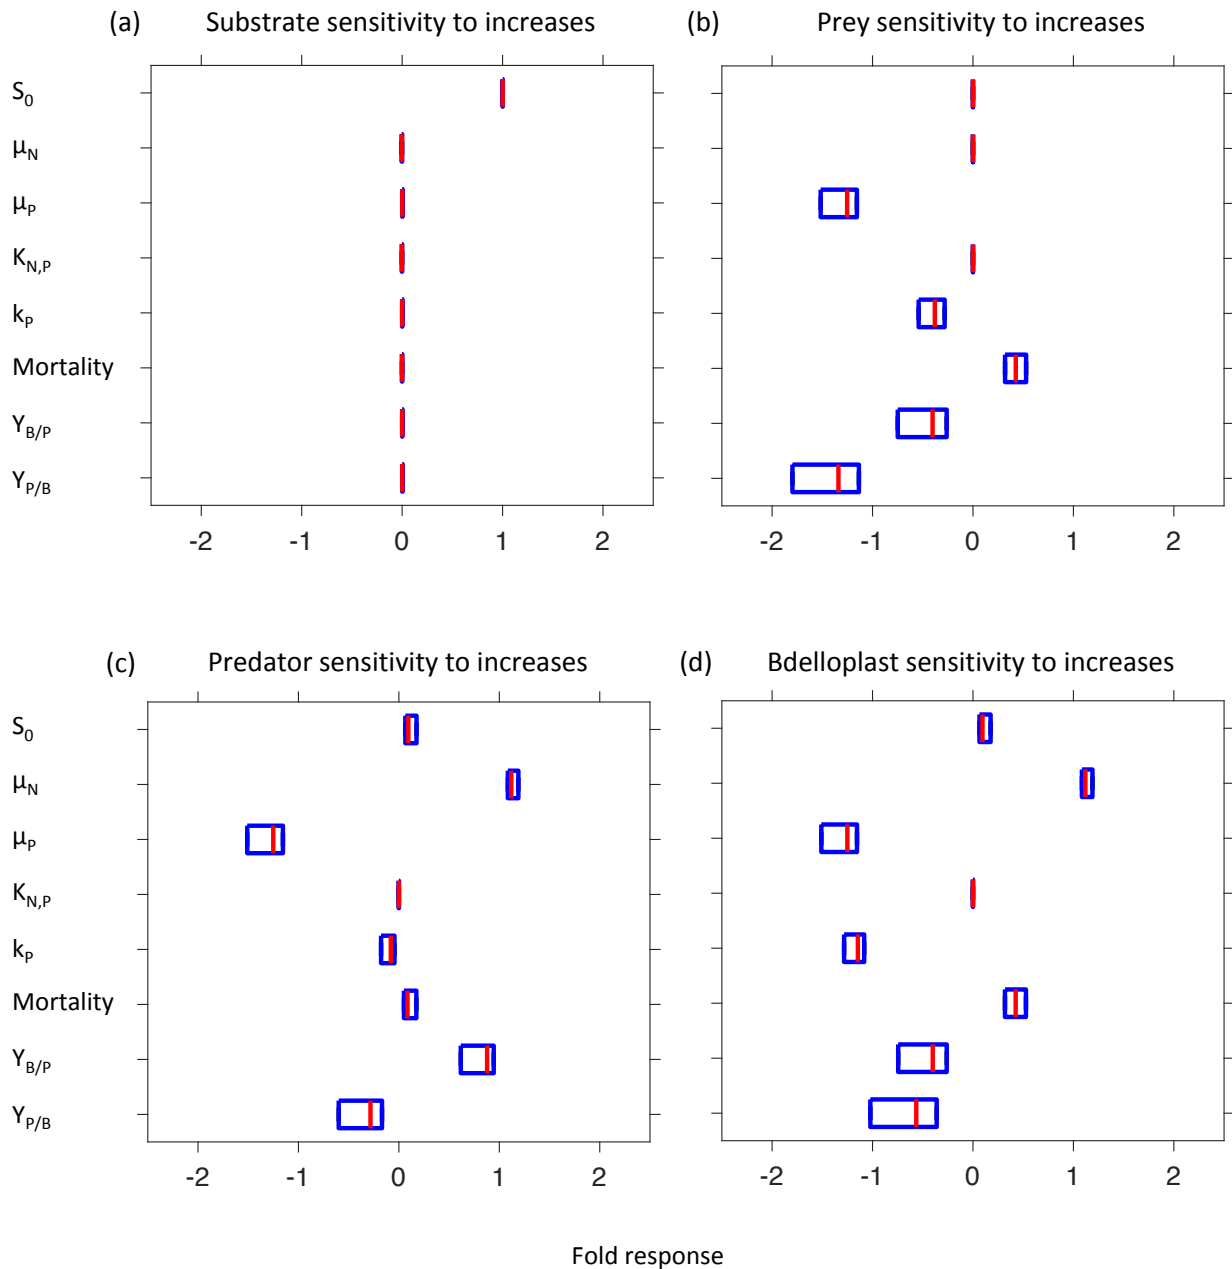 (a) Substrate sensitivity to increases
(b) Prey sensitivity to increases
S0
μN
μP
KN,P
kP
Mortality
YB/P
YP/B
-2 -1 0 1 2
-2 -1 0 1 2
(c) Predator sensitivity to increases
(d) Bdelloplast sensitivity to increases
S0
μN
μP
KN,P
kP
Mortality
YB/P
YP/B
-2 -1 0 1 2
-2 -1 0 1 2
Fold response